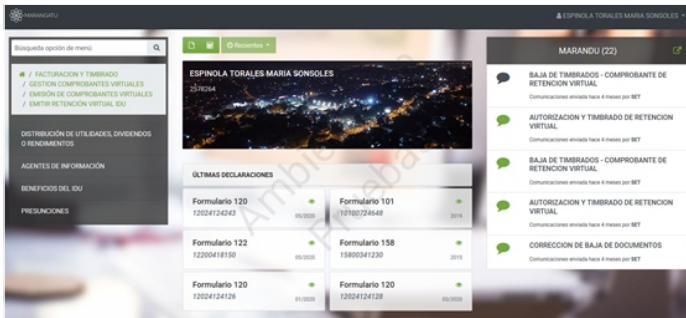 MARANGATU
ESPINOLA TORALES MARIA SONSOLES
Búsqueda opción de menú
/ FACTURACION Y TIMBRADO
/ GESTION COMPROBANTES VIRTUALES
/ EMISIÓN DE COMPROBANTES VIRTUALES
/ EMITIR RETENCIÓN VIRTUAL IDU
DISTRIBUCIÓN DE UTILIDADES, DIVIDENDOS
O RENDIMIENTOS
AGENTES DE INFORMACIÓN
BENEFICIOS DEL IDU
PRESUNCIONES
Recientes
ESPINOLA TORALES MARIA SONSOLES
2578264
Ambiente
Prueba
ÚLTIMAS DECLARACIONES
Formulario 120
12024124243 05/2020
Formulario 101
10100724648 2019
Formulario 122
12200418150 05/2020
Formulario 158
15800341230 2015
Formulario 120
12024124126 01/2020
Formulario 120
12024124128 03/2020
MARANDU (22)
BAJA DE TIMBRADOS - COMPROBANTE DE
RETENCION VIRTUAL
Comunicaciones enviada hace 4 meses por SET
AUTORIZACION Y TIMBRADO DE RETENCION
VIRTUAL
Comunicaciones enviada hace 4 meses por SET
BAJA DE TIMBRADOS - COMPROBANTE DE
RETENCION VIRTUAL
Comunicaciones enviada hace 4 meses por SET
AUTORIZACION Y TIMBRADO DE RETENCION
VIRTUAL
Comunicaciones enviada hace 4 meses por SET
CORRECCION DE BAJA DE DOCUMENTOS
Comunicaciones enviada hace 4 meses por SET